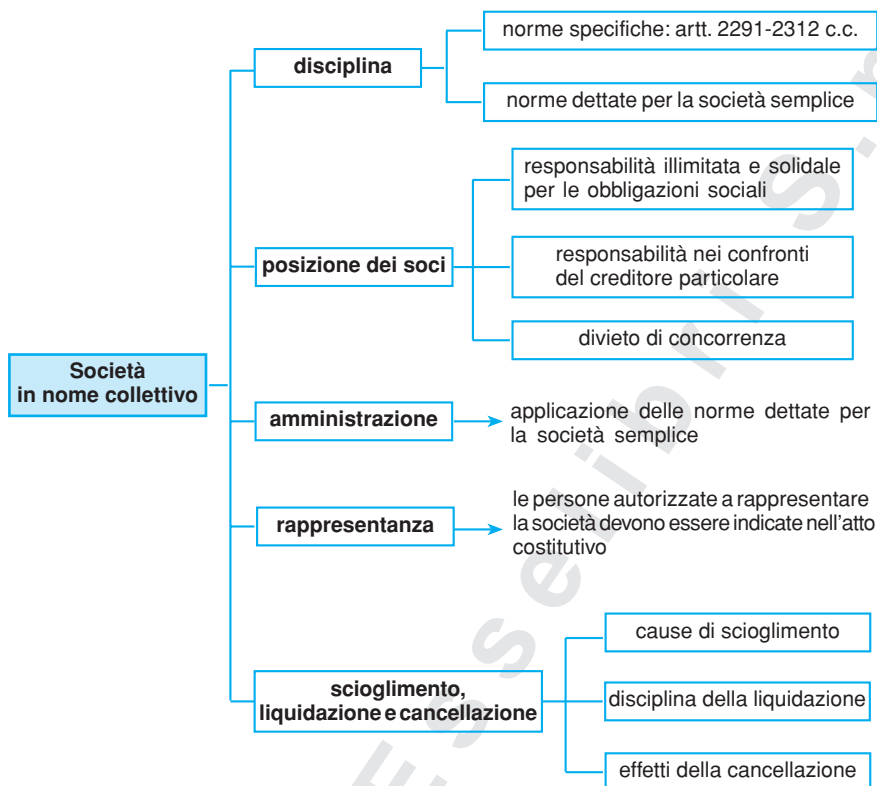 norme specifiche: artt. 2291-2312 c.c.
disciplina
norme dettate per la società semplice
responsabilità illimitata e solidale
per le obbligazioni sociali
posizione dei soci
responsabilità nei confronti
del creditore particolare
divieto di concorrenza
Società
in nome collettivo
amministrazione
applicazione delle norme dettate per
la società semplice
rappresentanza
le persone autorizzate a rappresentare
la società devono essere indicate nell'atto
costitutivo
cause di scioglimento
scioglimento,
liquidazione e cancellazione
disciplina della liquidazione
effetti della cancellazione
Esselibri s.